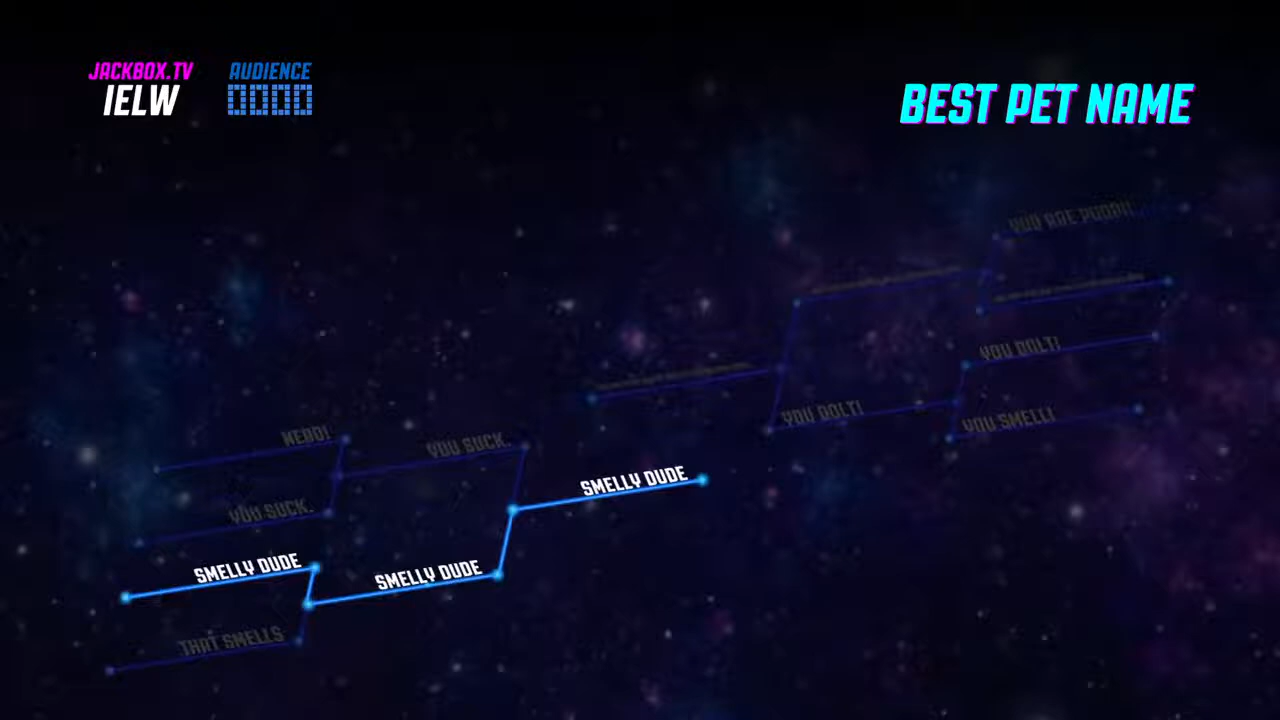 JACKBOX.TV
IELW
AUDIENCE
BEST PET NAME
YOU ARE POOP!!
YOU DOLT!
YOU DOLT!
YOU SMELL!
NERD!
YOU SUCK.
YOU SUCK.
SMELLY DUDE
SMELLY DUDE
SMELLY DUDE
THAT SMELLS